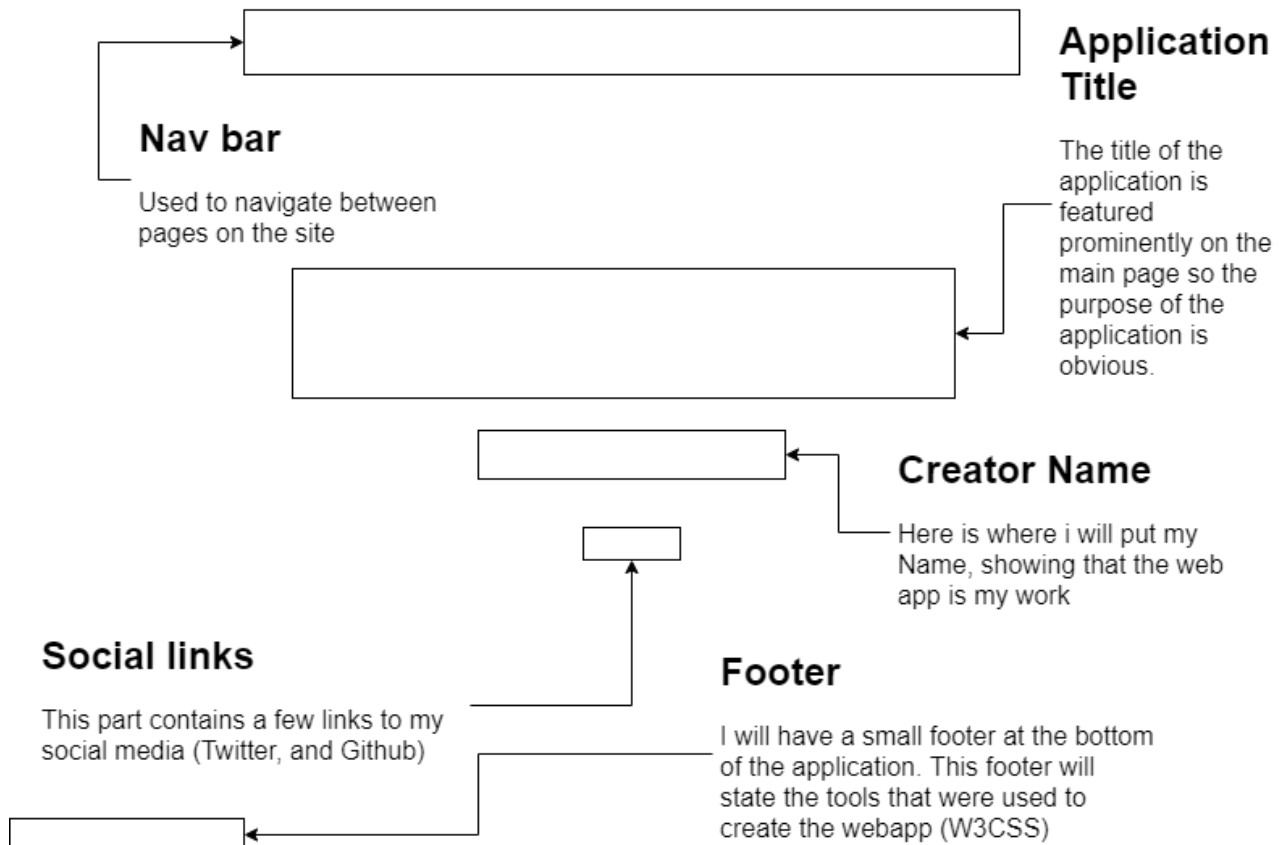 Application
Title
The title of the
application is
featured
prominently on the
main page so the
purpose of the
application is
obvious.
Nav bar
Used to navigate between
pages on the site
Creator Name
Here is where i will put my
Name, showing that the web
app is my work
Social links
This part contains a few links to my
social media (Twitter, and Github)
Footer
I will have a small footer at the bottom
of the application. This footer will
state the tools that were used to
create the webapp (W3CSS)